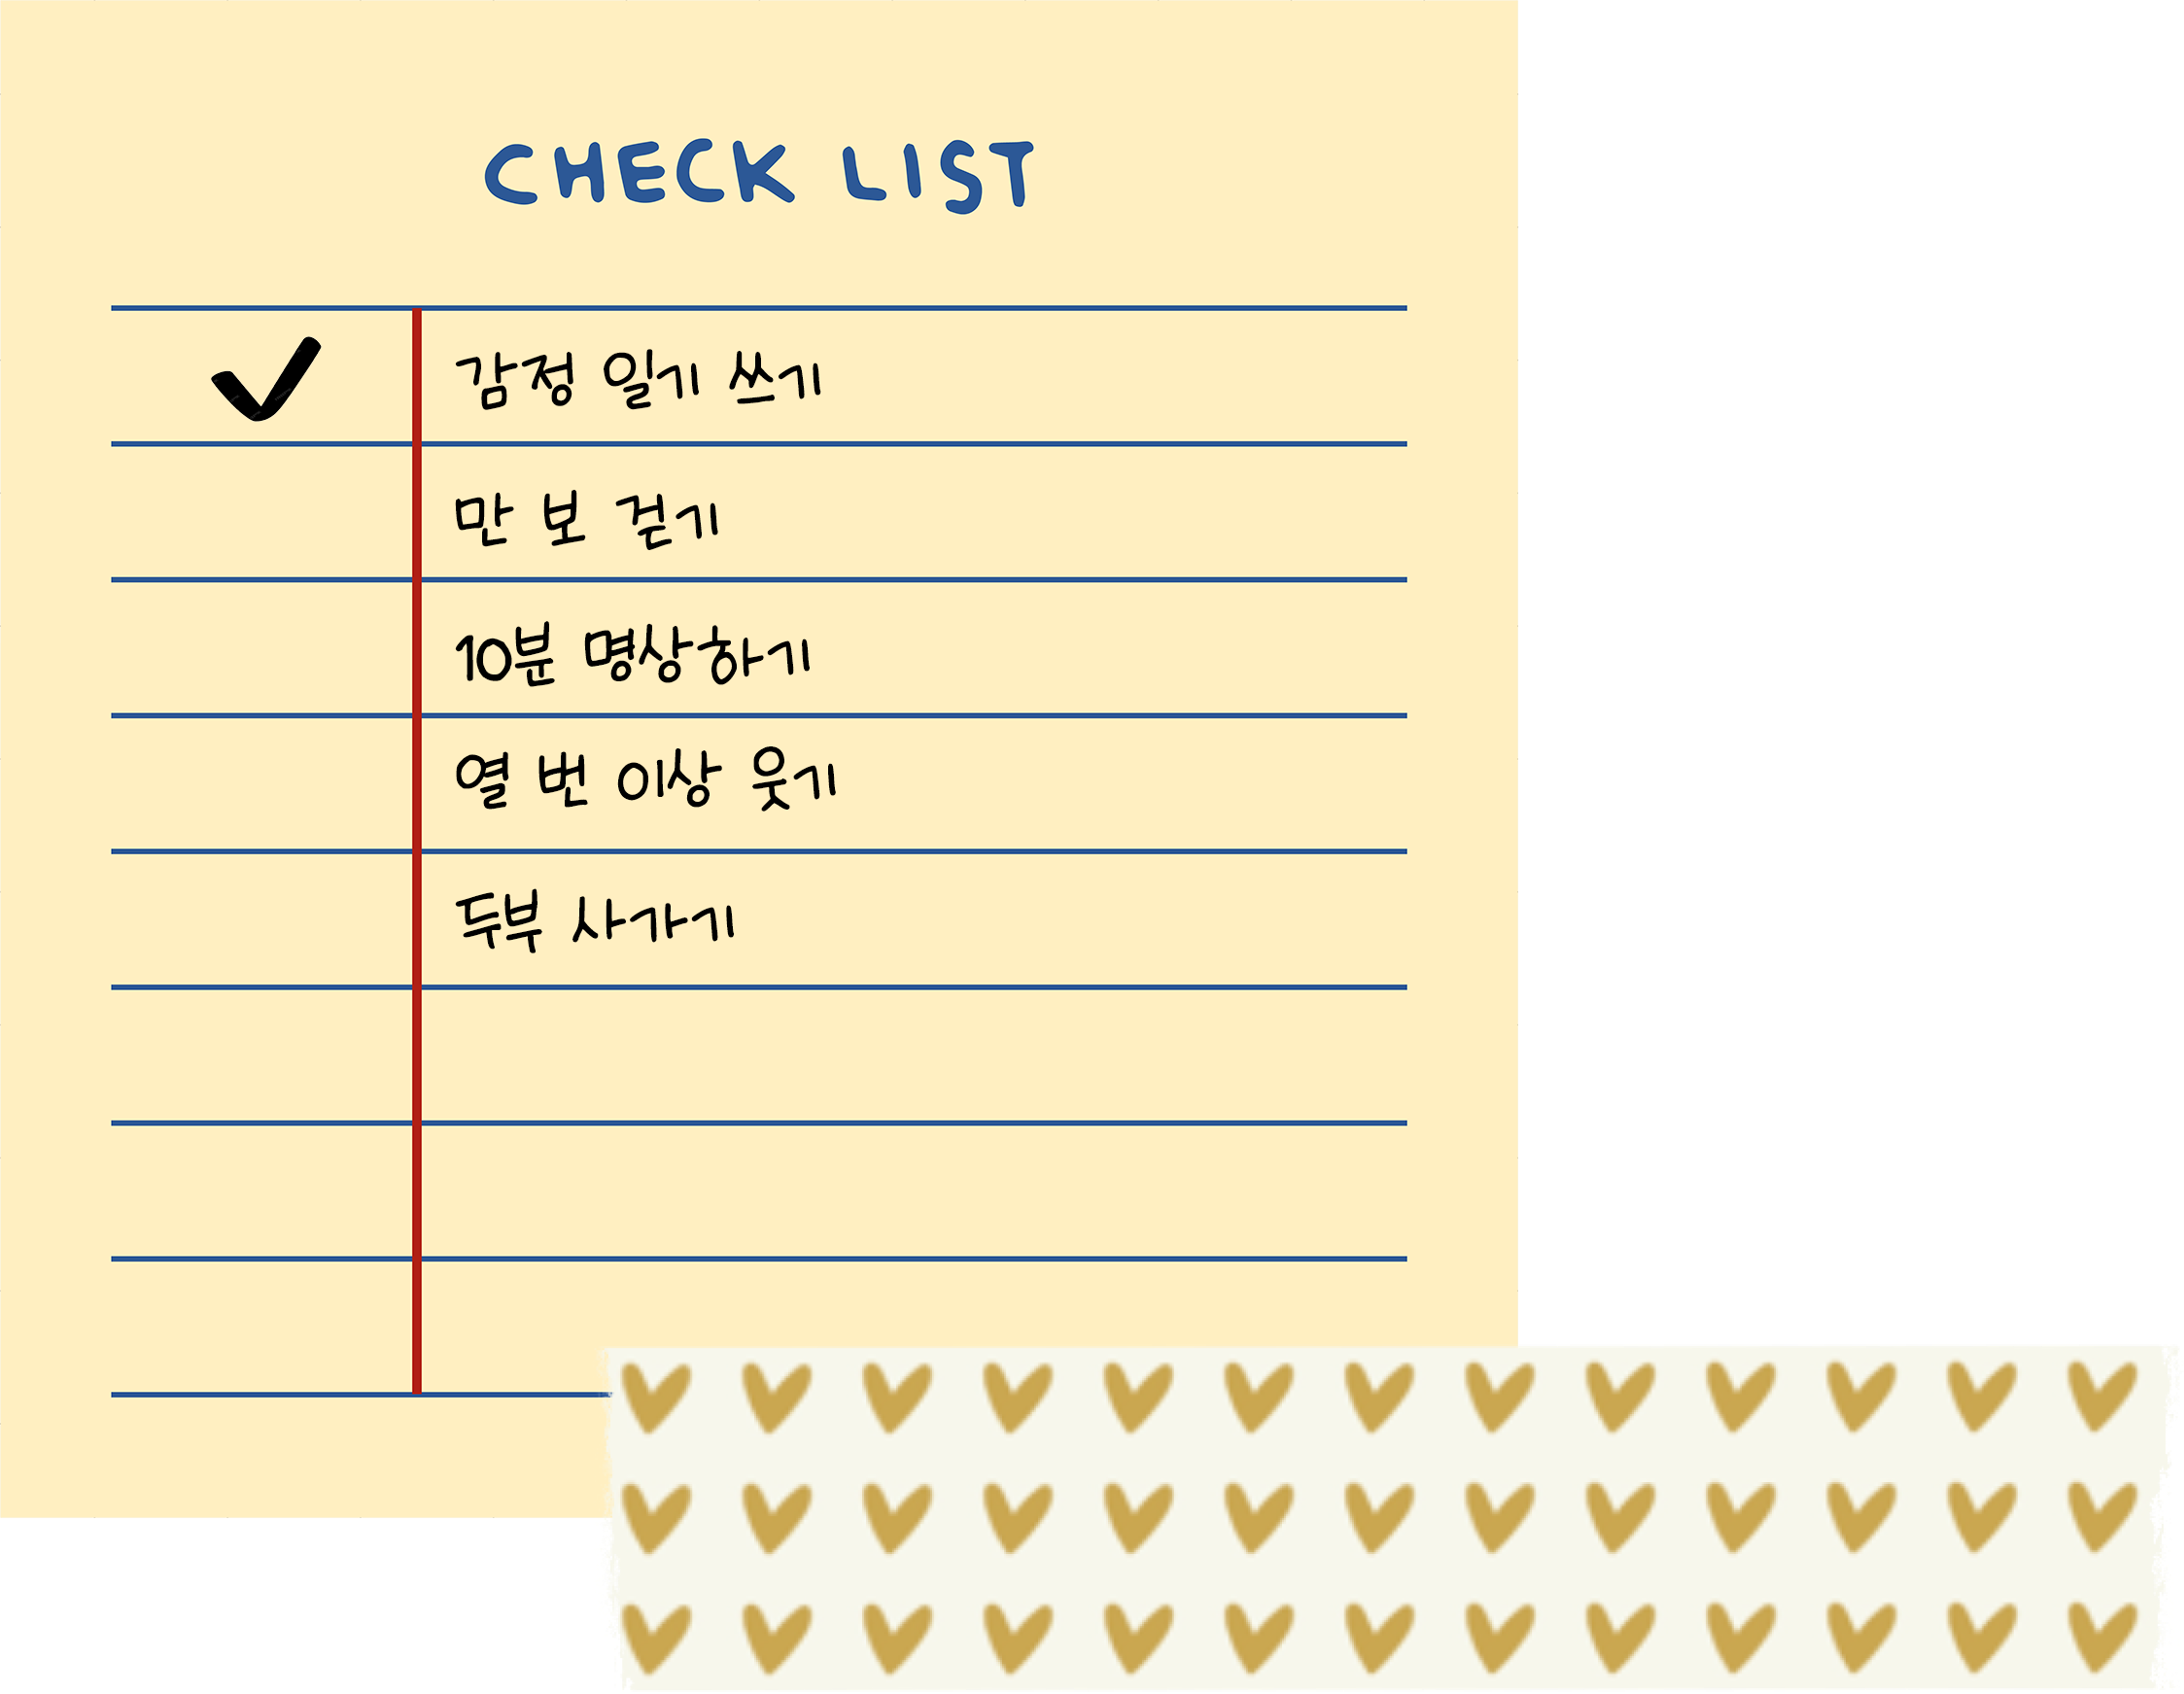 CHECK LIST
감정 일기 쓰기
만 보 걷기
10분 명상하기
열 번 이상 웃기
두부 사가기